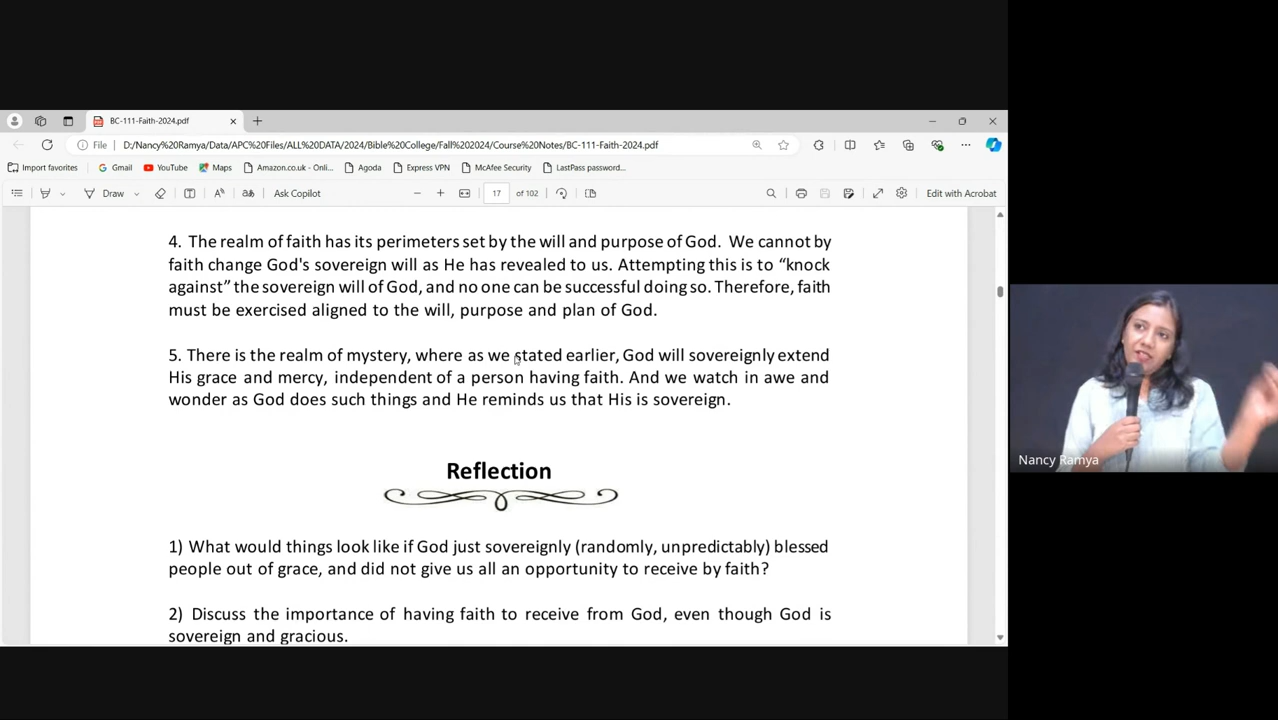 BC-111-Faith-2024.pdf
File D:/Nancy%20Ramya/Data/APC%20Files/ALL%20DATA/2024/Bible%20College/Fall%202024/Course%20Notes/BC-111-Faith-2024.pdf
Import favorites Gmail YouTube Maps Amazon.co.uk - Onli... Agoda Express VPN McAfee Security LastPass password...
Draw aあ Ask Copilot 17 of 102 Edit with Acrobat
4. The realm of faith has its perimeters set by the will and purpose of God. We cannot by
faith change God's sovereign will as He has revealed to us. Attempting this is to “knock
against” the sovereign will of God, and no one can be successful doing so. Therefore, faith
must be exercised aligned to the will, purpose and plan of God.
5. There is the realm of mystery, where as we stated earlier, God will sovereignly extend
His grace and mercy, independent of a person having faith. And we watch in awe and
wonder as God does such things and He reminds us that His is sovereign.
Reflection
1) What would things look like if God just sovereignly (randomly, unpredictably) blessed
people out of grace, and did not give us all an opportunity to receive by faith?
2) Discuss the importance of having faith to receive from God, even though God is
sovereign and gracious.
Nancy Ramya